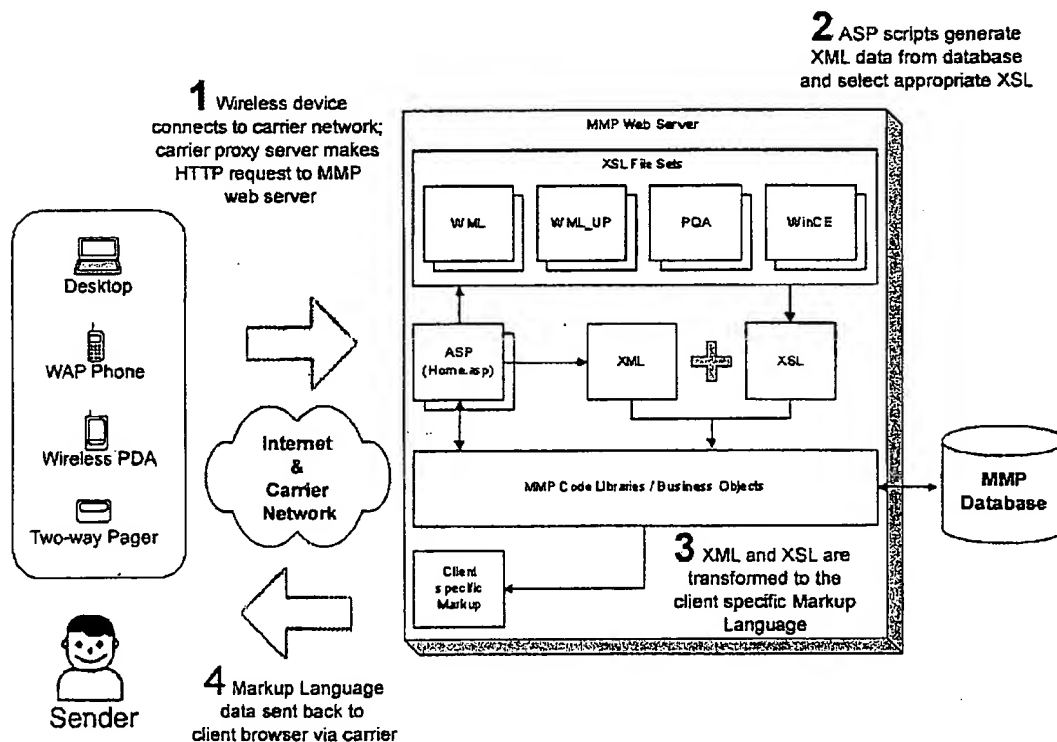 2 ASP scripts generate
XML data from database
and select appropriate XSL
1 Wireless device
connects to carrier network;
carrier proxy server makes
HTTP request to MMP
web server
MMP Web Server
XSL File Sets
WML
WML_UP
PQA
WinCE
Desktop
WAP Phone
Wireless PDA
Two-way Pager
ASP
(Home.asp)
XML
XSL
Internet
&
Carrier
Network
MMP Code Libraries / Business Objects
MMP
Database
Client
specific
Markup
3 XML and XSL are
transformed to the
client specific Markup
Language
Sender
4 Markup Language
data sent back to
client browser via carrier